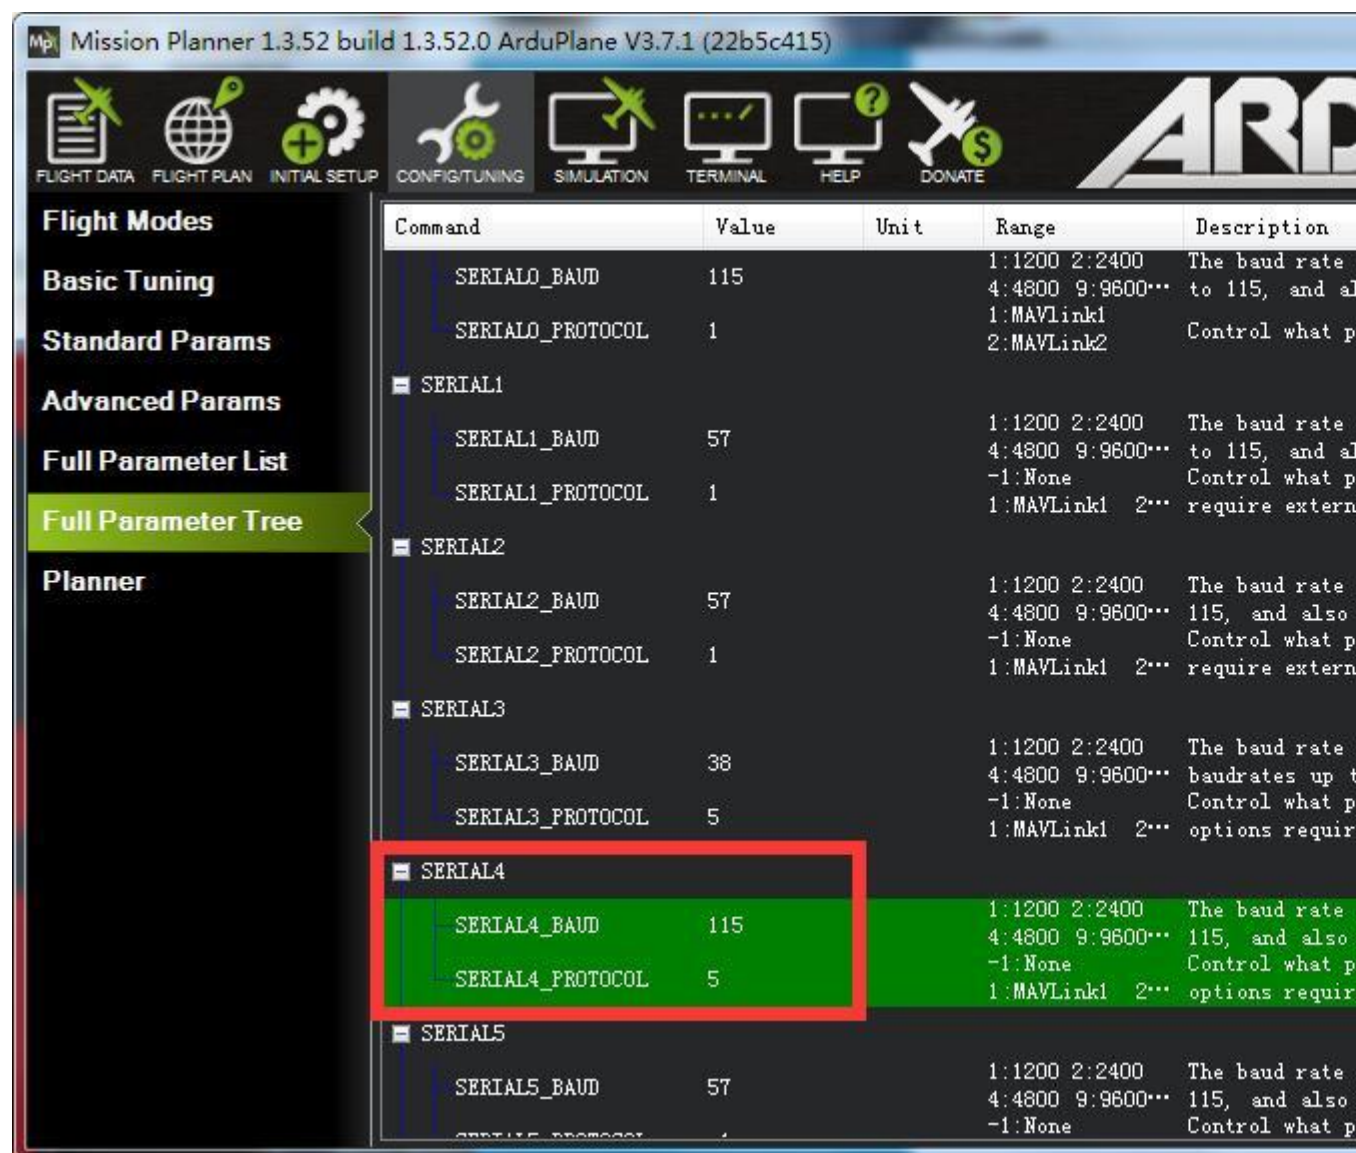 Mission Planner 1.3.52 build 1.3.52.0 ArduPlane V3.7.1 (22b5c415)
FLIGHT DATA FLIGHT PLAN INITIAL SETUP CONFIG/TUNING SIMULATION TERMINAL HELP DONATE
ARD
Flight Modes
Basic Tuning
Standard Params
Advanced Params
Full Parameter List
Full Parameter Tree
Planner
Command Value Unit Range Description
SERIAL0_BAUD 115 1:1200 2:2400 The baud rate
4:4800 9:9600... to 115, and al
SERIAL0_PROTOCOL 1 1:MAVlink1
2:MAVLink2 Control what p
SERIAL1
SERIAL1_BAUD 57 1:1200 2:2400 The baud rate
4:4800 9:9600... to 115, and al
SERIAL1_PROTOCOL 1 -1:None Control what p
1:MAVLink1 2... require extern
SERIAL2
SERIAL2_BAUD 57 1:1200 2:2400 The baud rate
4:4800 9:9600... 115, and also
SERIAL2_PROTOCOL 1 -1:None Control what p
1:MAVLink1 2... require extern
SERIAL3
SERIAL3_BAUD 38 1:1200 2:2400 The baud rate
4:4800 9:9600... baudrates up t
SERIAL3_PROTOCOL 5 -1:None Control what p
1:MAVLink1 2... options requir
SERIAL4
SERIAL4_BAUD 115 1:1200 2:2400 The baud rate
4:4800 9:9600... 115, and also
SERIAL4_PROTOCOL 5 -1:None Control what p
1:MAVLink1 2... options requir
SERIAL5
SERIAL5_BAUD 57 1:1200 2:2400 The baud rate
4:4800 9:9600... 115, and also
-1:None Control what p